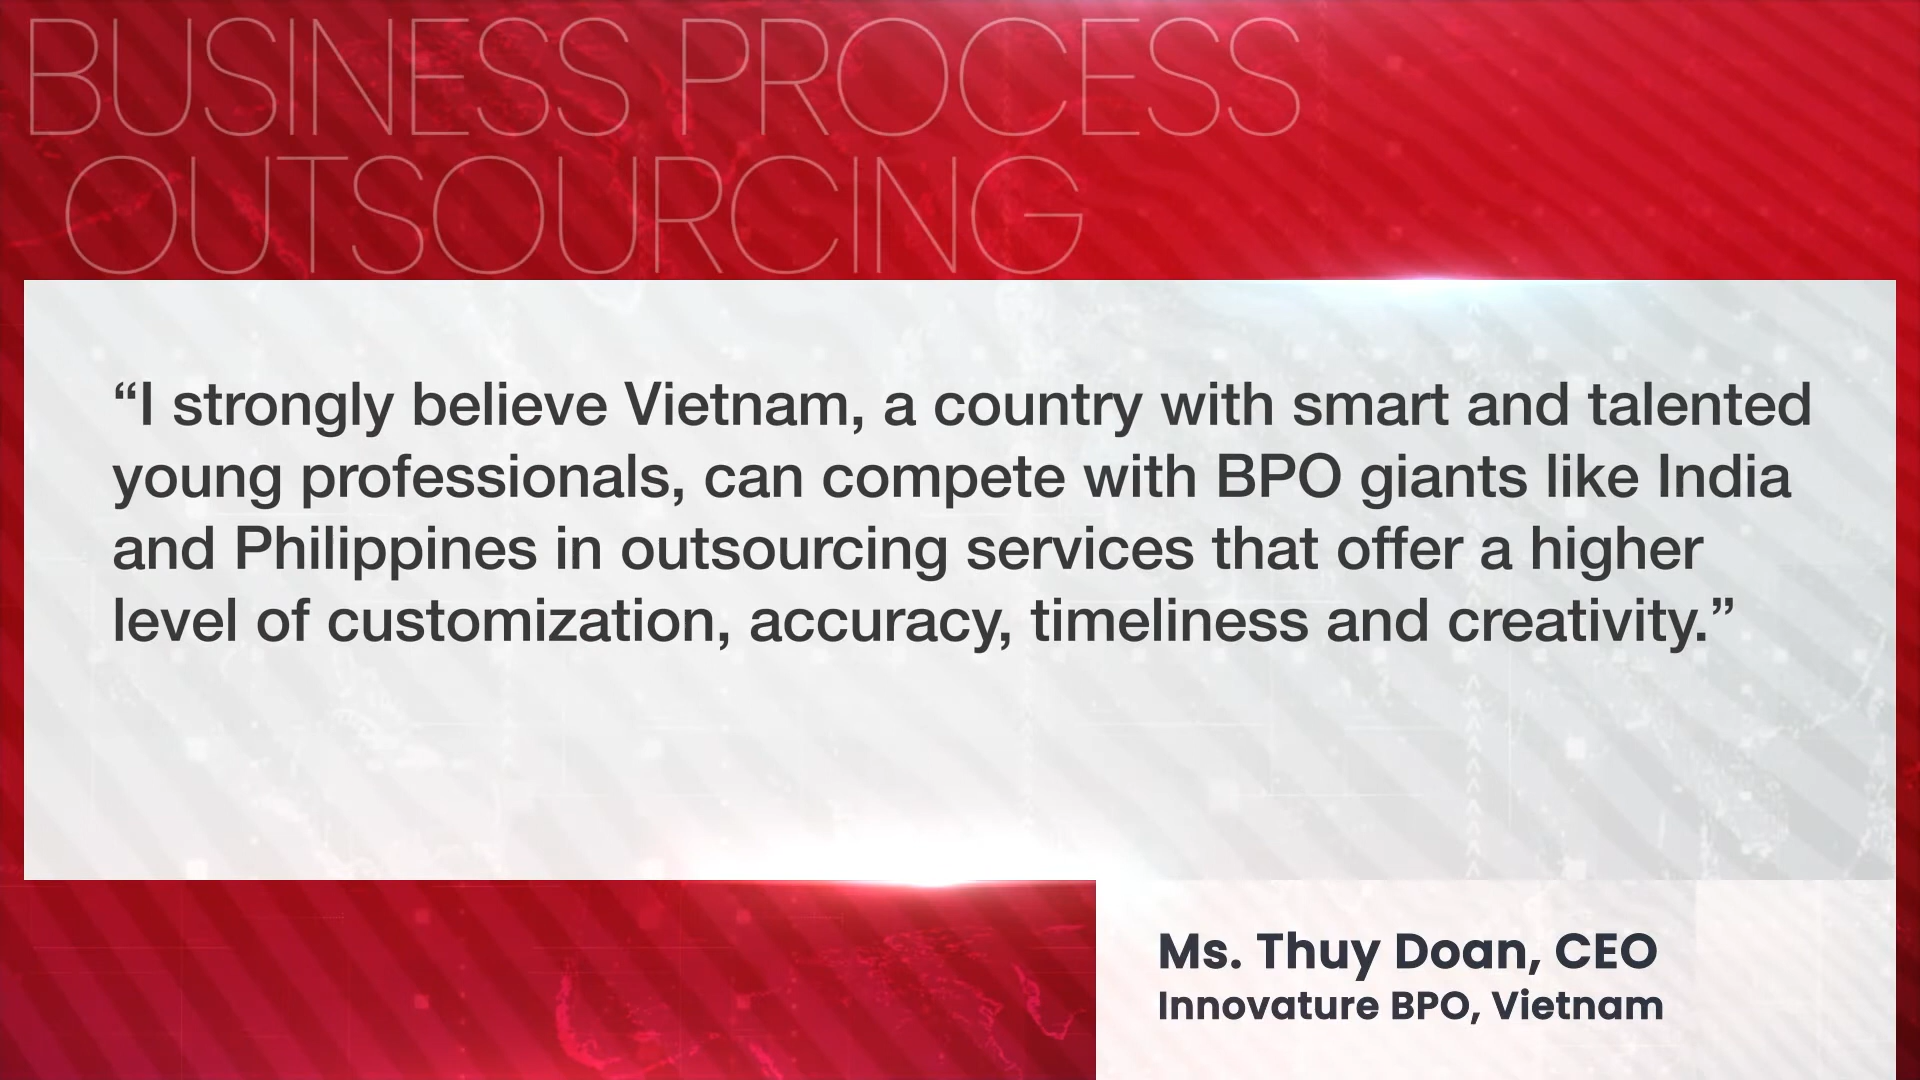 BUSINESS PROCESS
OUTSOURCING
“I strongly believe Vietnam, a country with smart and talented
young professionals, can compete with BPO giants like India
and Philippines in outsourcing services that offer a higher
level of customization, accuracy, timeliness and creativity.”
Ms. Thuy Doan, CEO
Innovature BPO, Vietnam